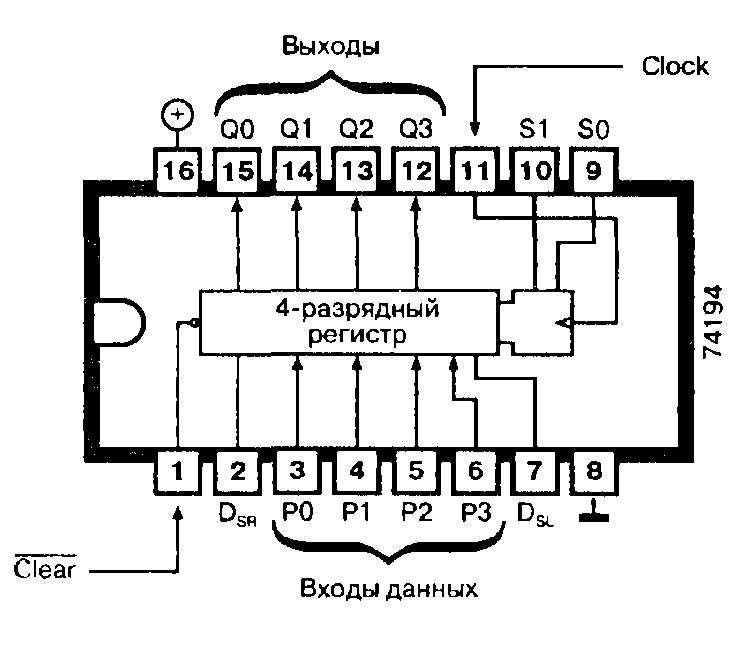 Выходы
Clock
+
Q0 Q1 Q2 Q3 S1 S0
16 15 14 13 12 11 10 9
4-разрядный
регистр
74194
1 2 3 4 5 6 7 8
DSR P0 P1 P2 P3 DSL
Clear
Входы данных